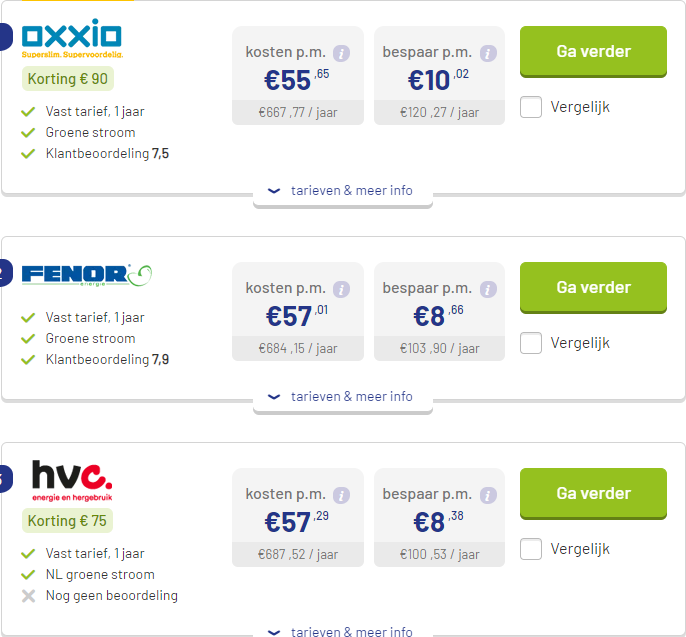 oxxio
Superslim. Supervoordelig.
Korting € 90
Vast tarief, 1 jaar
Groene stroom
Klantbeoordeling 7,5
kosten p.m. i
€55 ,65
€667 ,77 / jaar
bespaar p.m. i
€10 ,02
€120 ,27 / jaar
Ga verder
Vergelijk
tarieven & meer info
2
FENOR
energie
Vast tarief, 1 jaar
Groene stroom
Klantbeoordeling 7,9
kosten p.m. i
€57 ,01
€684 ,15 / jaar
bespaar p.m. i
€8 ,66
€103 ,90 / jaar
Ga verder
Vergelijk
tarieven & meer info
hvc.
energie en hergebruik
Korting € 75
Vast tarief, 1 jaar
NL groene stroom
Nog geen beoordeling
kosten p.m. i
€57 ,29
€687 ,52 / jaar
bespaar p.m. i
€8 ,38
€100 ,53 / jaar
Ga verder
Vergelijk
tarieven & meer info